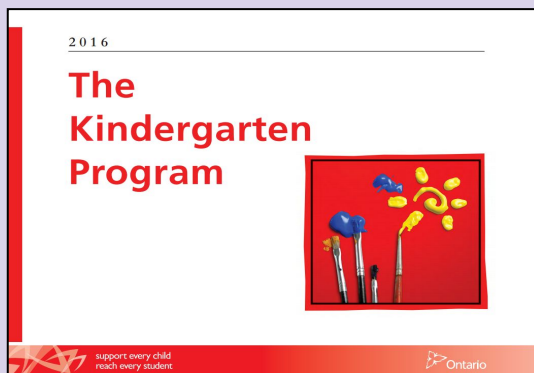 2016
The
Kindergarten
Program
support every child
reach every student
Ontario